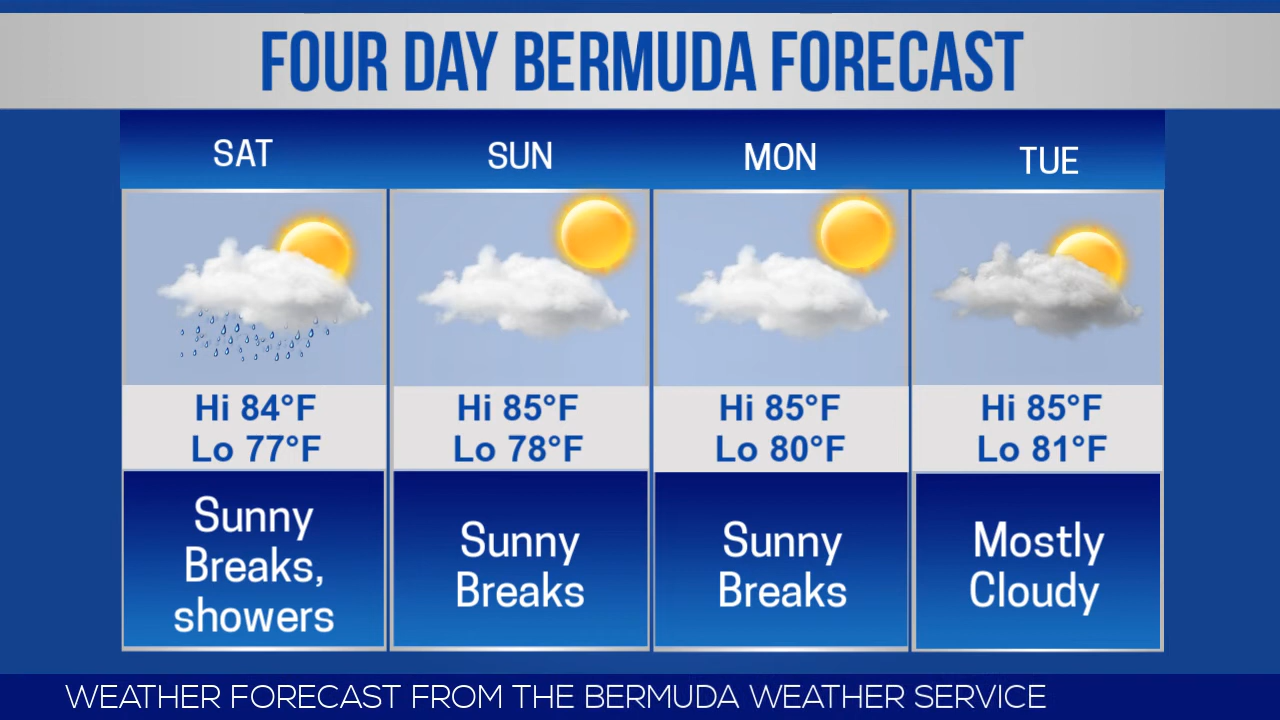 FOUR DAY BERMUDA FORECAST
SAT
SUN
MON
TUE
Hi 84°F
Lo 77°F
Hi 85°F
Lo 78°F
Hi 85°F
Lo 80°F
Hi 85°F
Lo 81°F
Sunny
Breaks,
showers
Sunny
Breaks
Sunny
Breaks
Mostly
Cloudy
WEATHER FORECAST FROM THE BERMUDA WEATHER SERVICE